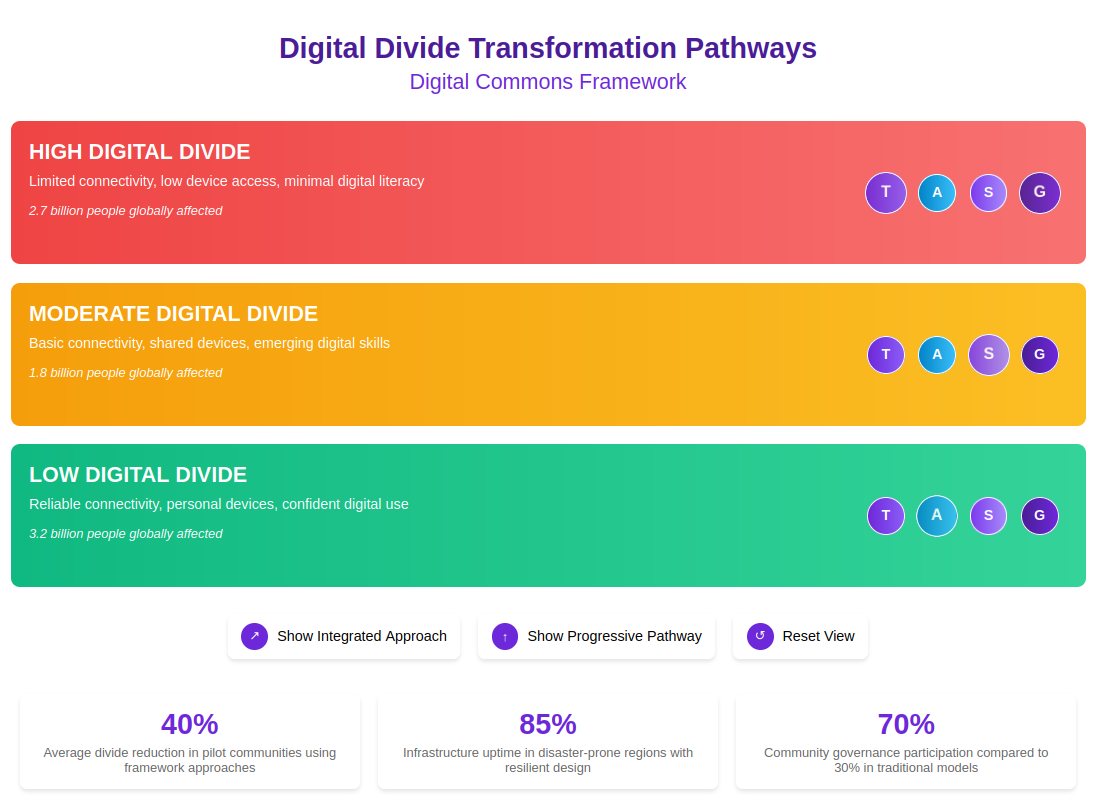 Digital Divide Transformation Pathways
Digital Commons Framework
HIGH DIGITAL DIVIDE
Limited connectivity, low device access, minimal digital literacy
2.7 billion people globally affected
T A S G
MODERATE DIGITAL DIVIDE
Basic connectivity, shared devices, emerging digital skills
1.8 billion people globally affected
T A S G
LOW DIGITAL DIVIDE
Reliable connectivity, personal devices, confident digital use
3.2 billion people globally affected
T A S G
↗ Show Integrated Approach
↑ Show Progressive Pathway
↺ Reset View
40%
Average divide reduction in pilot communities using
framework approaches
85%
Infrastructure uptime in disaster-prone regions with
resilient design
70%
Community governance participation compared to
30% in traditional models